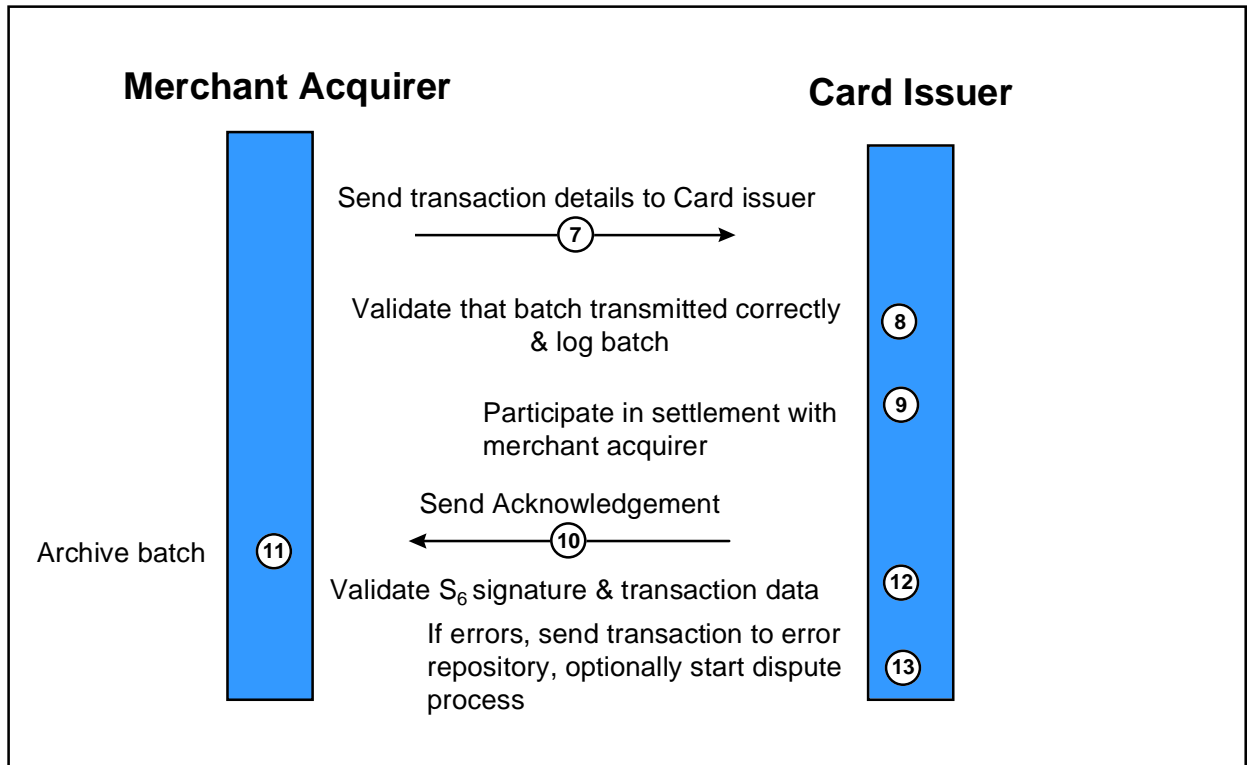 Merchant Acquirer
Card Issuer
Send transaction details to Card issuer
7
Validate that batch transmitted correctly
& log batch
8
Participate in settlement with
merchant acquirer
9
Send Acknowledgement
10
Archive batch
11
Validate S6 signature & transaction data
12
If errors, send transaction to error
repository, optionally start dispute
process
13